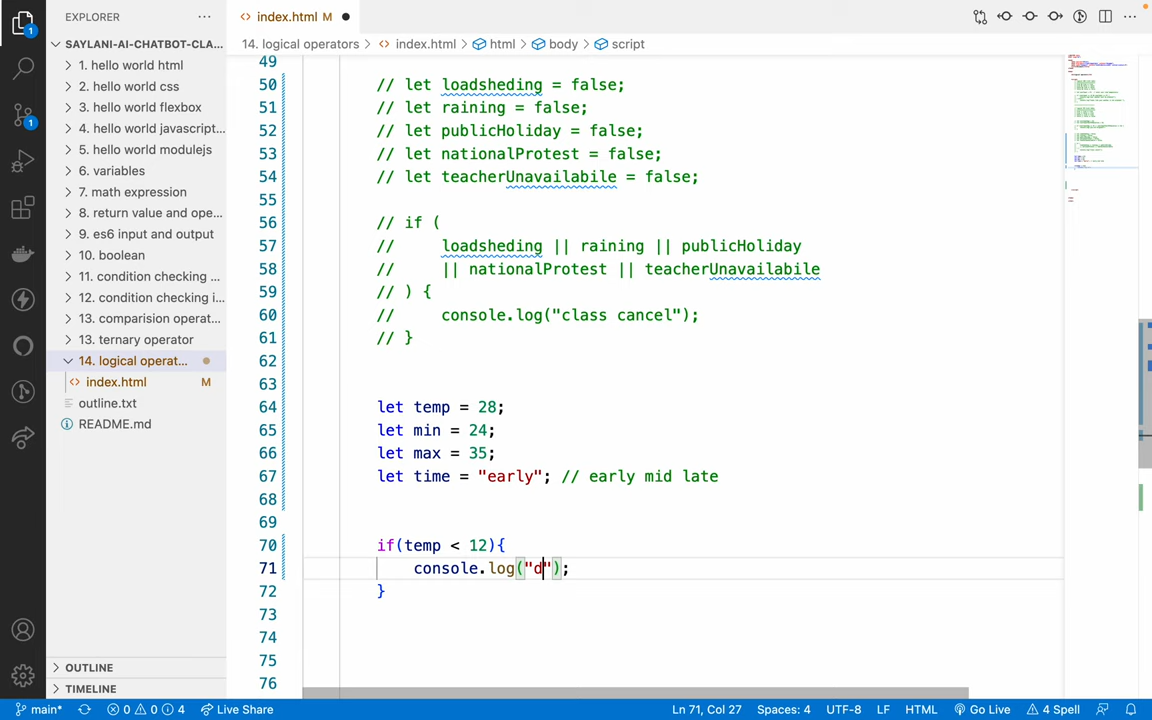 EXPLORER
index.html M
SAYLANI-AI-CHATBOT-CLA...
14. logical operators
index.html
html
body
script
1. hello world html
2. hello world css
3. hello world flexbox
4. hello world javascript...
5. hello world modulejs
6. variables
7. math expression
8. return value and ope...
9. es6 input and output
10. boolean
11. condition checking ...
12. condition checking i...
13. comparision operat...
13. ternary operator
14. logical operat...
index.html M
outline.txt
README.md
OUTLINE
TIMELINE
49
50 // let loadsheding = false;
51 // let raining = false;
52 // let publicHoliday = false;
53 // let nationalProtest = false;
54 // let teacherUnavailabile = false;
55
56 // if (
57 // loadsheding || raining || publicHoliday
58 // || nationalProtest || teacherUnavailabile
59 // ) {
60 // console.log("class cancel");
61 // }
62
63
64 let temp = 28;
65 let min = 24;
66 let max = 35;
67 let time = "early"; // early mid late
68
69
70 if(temp < 12){
71 console.log("d");
72 }
73
74
75
76
1
1
main*
0 0 4
Live Share
Ln 71, Col 27
Spaces: 4
UTF-8
LF
HTML
Go Live
4 Spell